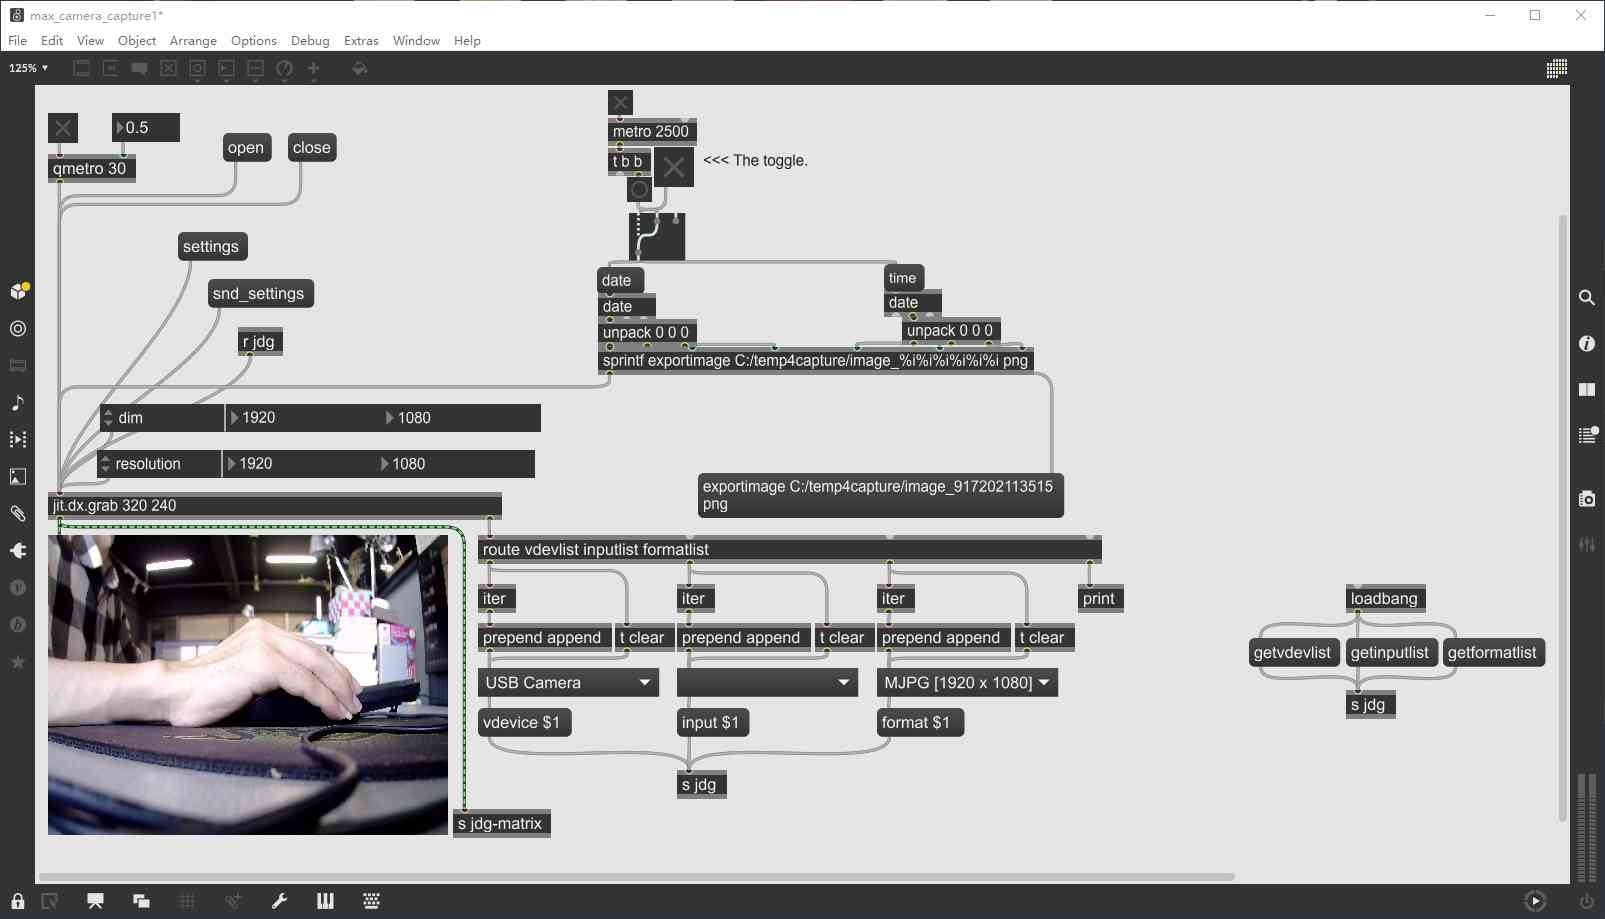 max_camera_capture1*
File Edit View Object Arrange Options Debug Extras Window Help
125%
0.5
qmetro 30
open
close
settings
snd_settings
r jdg
metro 2500
t b b
<<< The toggle.
date
date
unpack 0 0 0
time
date
unpack 0 0 0
sprintf exportimage C:/temp4capture/image_%i%i%i%i%i%i png
dim 1920 1080
resolution 1920 1080
jit.dx.grab 320 240
exportimage C:/temp4capture/image_917202113515
png
route vdevlist inputlist formatlist
iter
iter
iter
print
prepend append
t clear
prepend append
t clear
prepend append
t clear
USB Camera
MJPG [1920 x 1080]
vdevice $1
input $1
format $1
s jdg
s jdg-matrix
loadbang
getvdevlist
getinputlist
getformatlist
s jdg